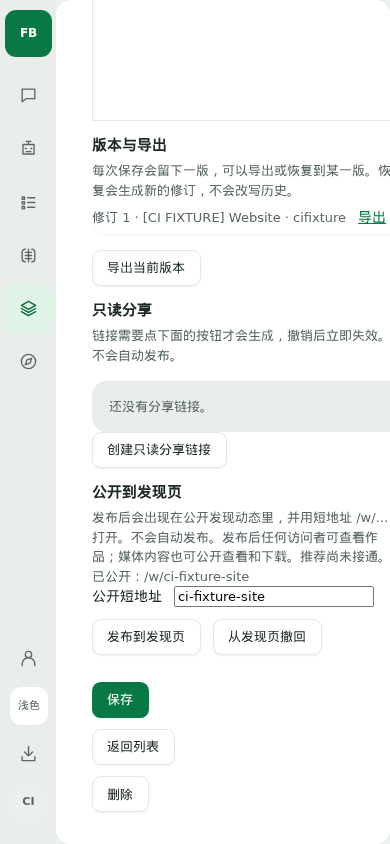 FB
版本与导出
每次保存会留下一版，可以导出或恢复到某一版。恢
复会生成新的修订，不会改写历史。
修订 1 · [CI FIXTURE] Website · cifixture 导出
导出当前版本
只读分享
链接需要点下面的按钮才会生成，撤销后立即失效。
不会自动发布。
还没有分享链接。
创建只读分享链接
公开到发现页
发布后会出现在公开发现动态里，并用短地址 /w/…
打开。不会自动发布。发布后任何访问者可查看作
品；媒体内容也可公开查看和下载。推荐尚未接通。
已公开：/w/ci-fixture-site
公开短地址 ci-fixture-site
发布到发现页 从发现页撤回
保存
浅色
返回列表
删除
CI